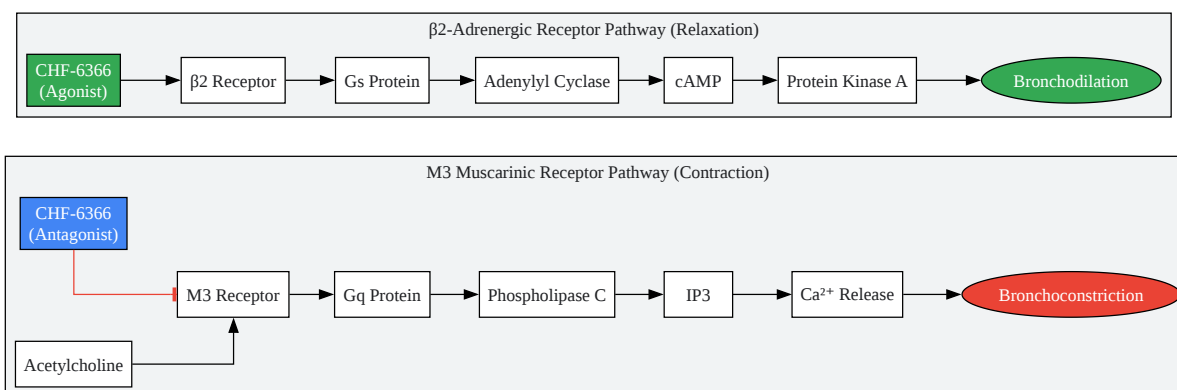 β2-Adrenergic Receptor Pathway (Relaxation)
CHF-6366
(Agonist)
β2 Receptor
Gs Protein
Adenylyl Cyclase
cAMP
Protein Kinase A
Bronchodilation
M3 Muscarinic Receptor Pathway (Contraction)
CHF-6366
(Antagonist)
M3 Receptor
Gq Protein
Phospholipase C
IP3
Ca²⁺ Release
Bronchoconstriction
Acetylcholine